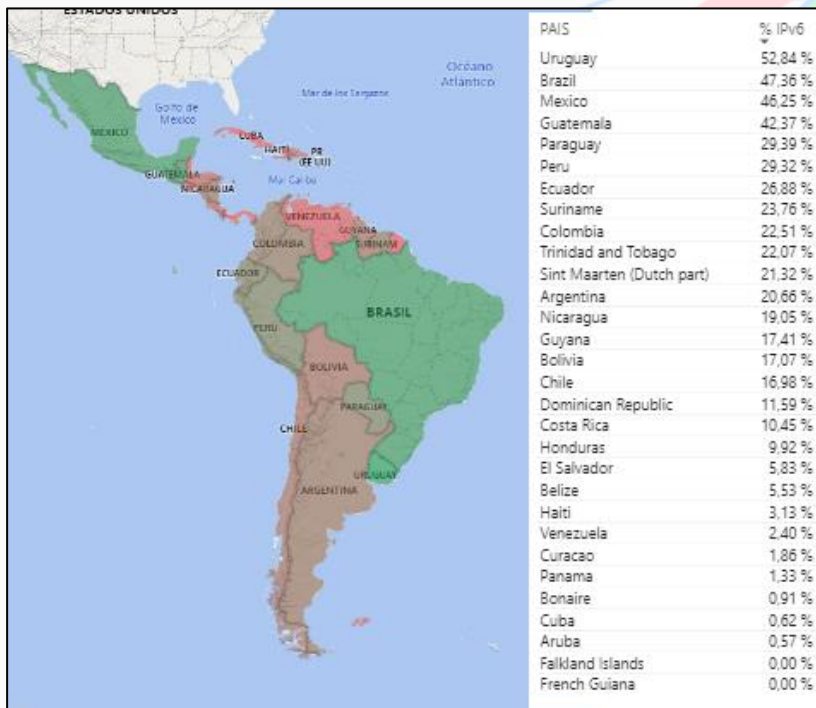 ESTADOS UNIDOS
Océano
Atlántico
Golfo de
México
Mar de los Sargazos
MÉXICO
CUBA
HAITÍ
PR
(EE UU)
GUATEMALA
Mar Caribe
NICARAGUA
VENEZUELA
GUYANA
COLOMBIA
SURINAM
ECUADOR
BRASIL
PERÚ
BOLIVIA
PARAGUAY
CHILE
URUGUAY
ARGENTINA
PAIS % IPv6
Uruguay 52,84 %
Brazil 47,36 %
Mexico 46,25 %
Guatemala 42,37 %
Paraguay 29,39 %
Peru 29,32 %
Ecuador 26,88 %
Suriname 23,76 %
Colombia 22,51 %
Trinidad and Tobago 22,07 %
Sint Maarten (Dutch part) 21,32 %
Argentina 20,66 %
Nicaragua 19,05 %
Guyana 17,41 %
Bolivia 17,07 %
Chile 16,98 %
Dominican Republic 11,59 %
Costa Rica 10,45 %
Honduras 9,92 %
El Salvador 5,83 %
Belize 5,53 %
Haiti 3,13 %
Venezuela 2,40 %
Curacao 1,86 %
Panama 1,33 %
Bonaire 0,91 %
Cuba 0,62 %
Aruba 0,57 %
Falkland Islands 0,00 %
French Guiana 0,00 %